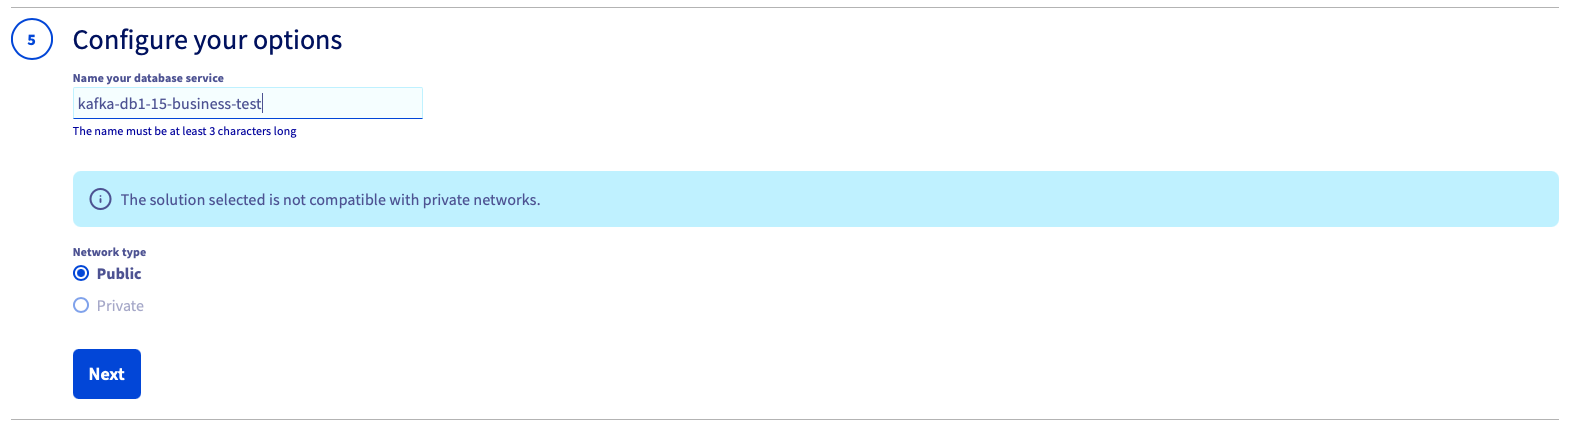 5
Configure your options
Name your database service
kafka-db1-15-business-test
The name must be at least 3 characters long
The solution selected is not compatible with private networks.
Network type
Public
Private
Next